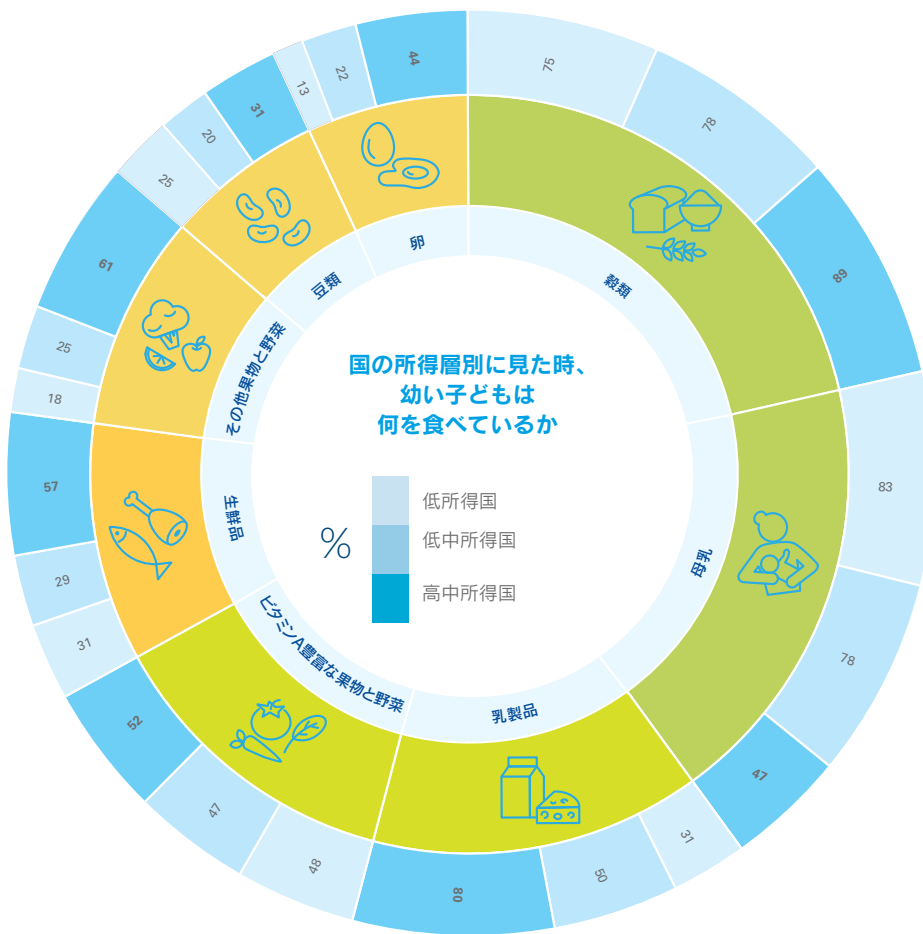 国の所得層別に見た時、
幼い子どもは
何を食べているか
%
低所得国
低中所得国
高中所得国
穀類
75
78
89
母乳
83
78
47
乳製品
31
50
80
ビタミンA豊富な果物と野菜
48
47
52
生鮮品
31
29
57
その他果物と野菜
18
25
61
豆類
25
20
31
卵
13
22
44